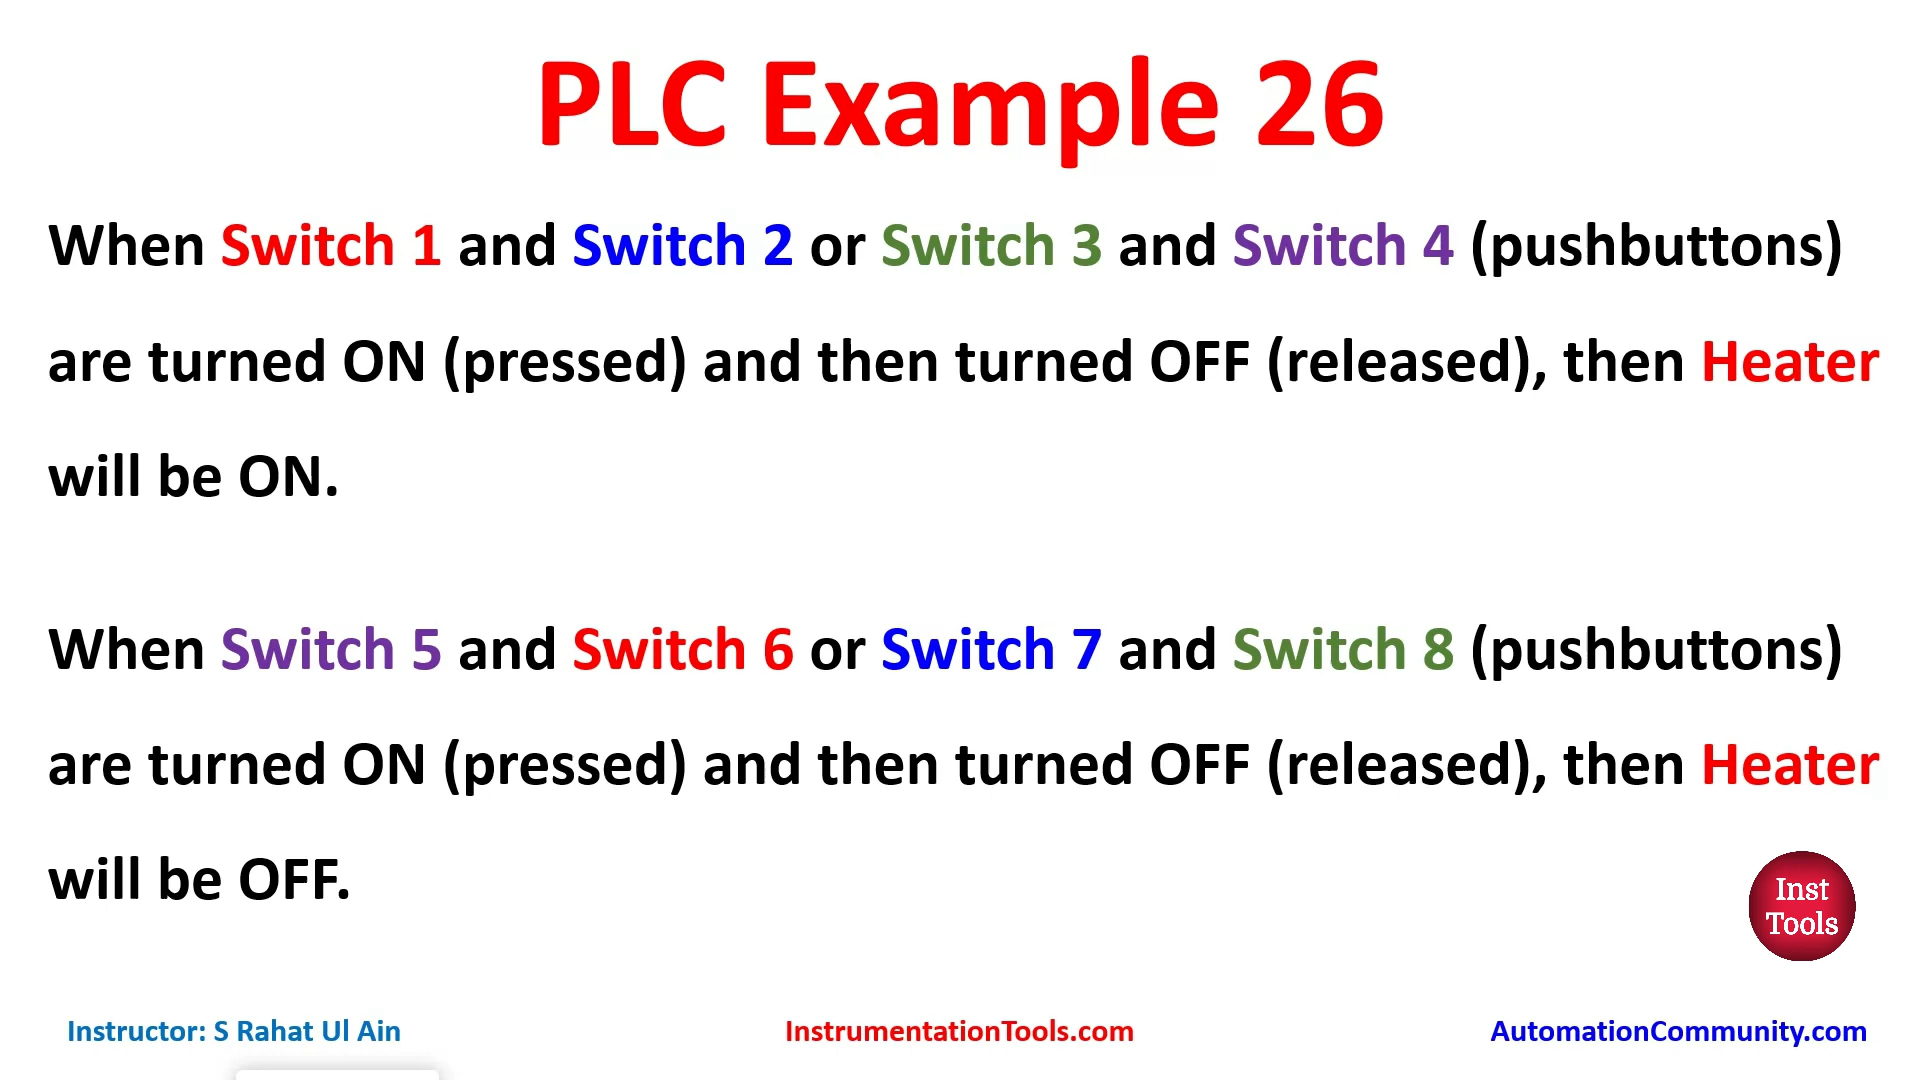 PLC Example 26
When Switch 1 and Switch 2 or Switch 3 and Switch 4 (pushbuttons)
are turned ON (pressed) and then turned OFF (released), then Heater
will be ON.
When Switch 5 and Switch 6 or Switch 7 and Switch 8 (pushbuttons)
are turned ON (pressed) and then turned OFF (released), then Heater
will be OFF.
Inst
Tools
Instructor: S Rahat Ul Ain
InstrumentationTools.com
AutomationCommunity.com